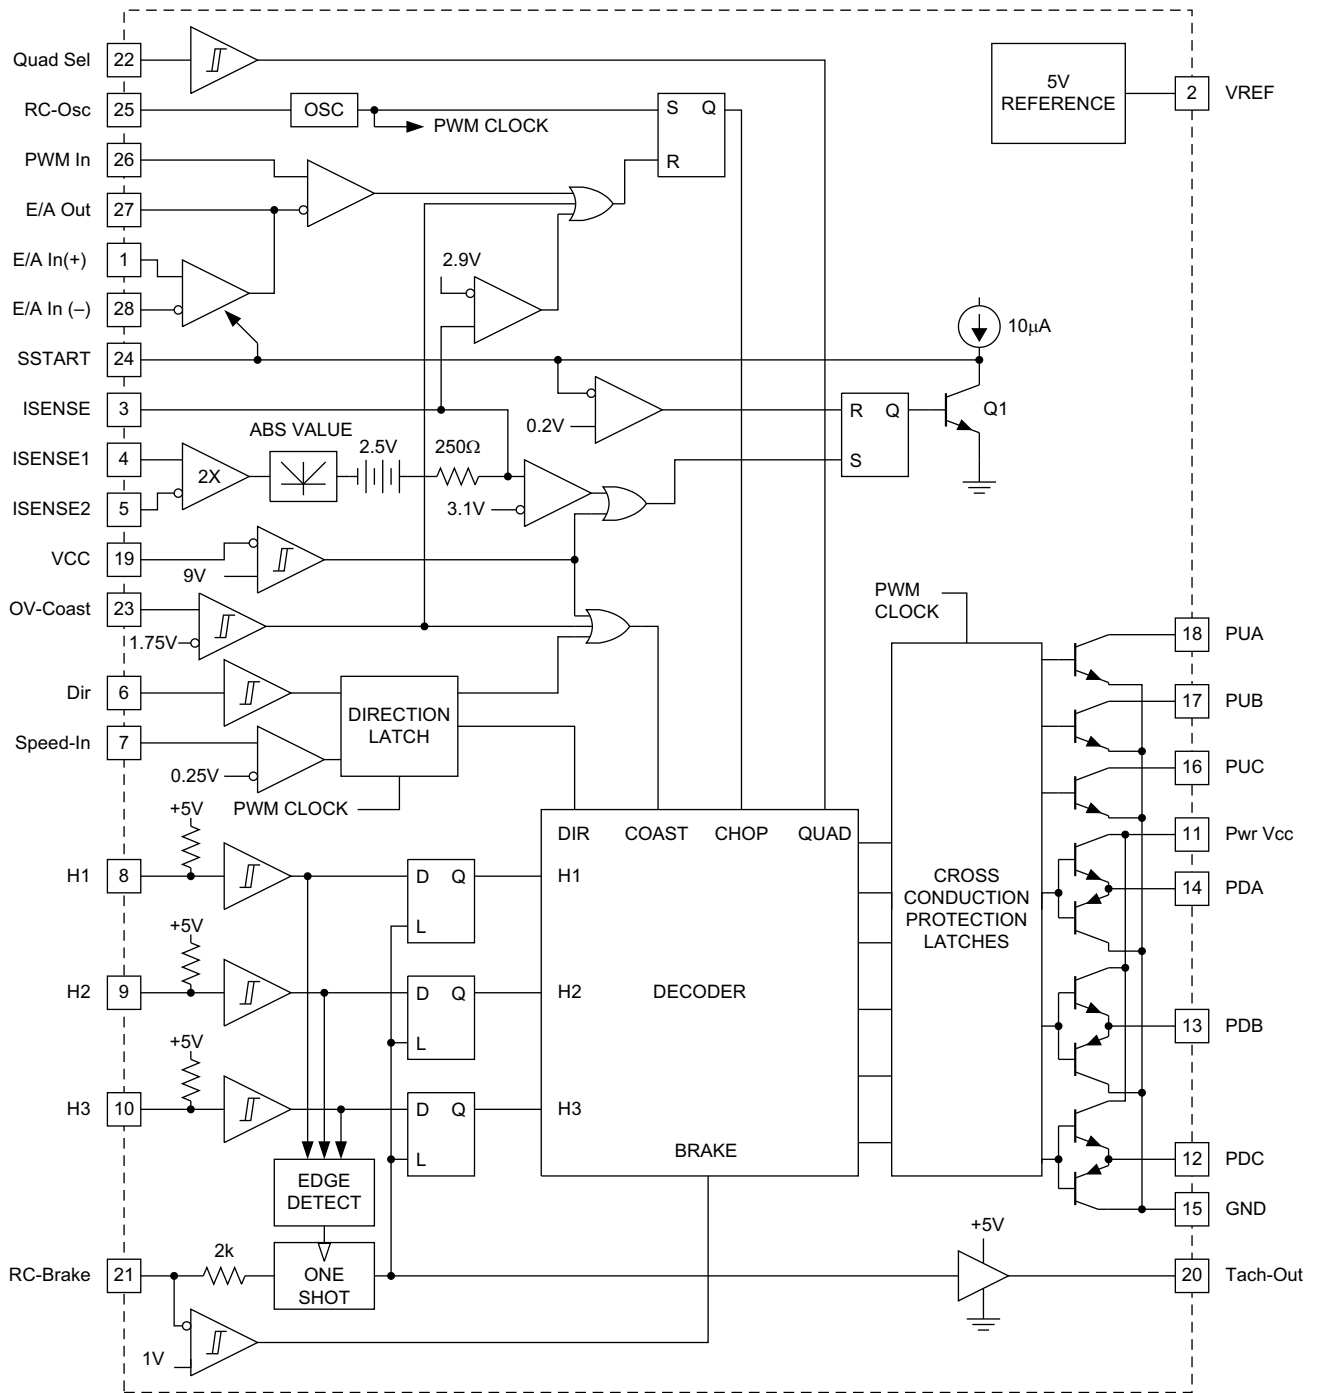 Quad Sel 22
5V
REFERENCE
2 VREF
RC-Osc 25 OSC
S Q
R
PWM CLOCK
PWM In 26
E/A Out 27
E/A In(+) 1
2.9V
E/A In (–) 28
10μA
SSTART 24
ISENSE 3
0.2V
R Q
S
Q1
ABS VALUE
2.5V
250Ω
ISENSE1 4
2X
ISENSE2 5
3.1V
VCC 19
9V
PWM
CLOCK
OV-Coast 23
1.75V
18 PUA
Dir 6
DIRECTION
LATCH
17 PUB
Speed-In 7
0.25V
16 PUC
PWM CLOCK
+5V
DIR COAST CHOP QUAD
11 Pwr Vcc
H1 8
D Q
L
H1
CROSS
CONDUCTION
PROTECTION
LATCHES
14 PDA
+5V
H2 9
D Q
L
H2
DECODER
13 PDB
+5V
H3 10
D Q
L
H3
BRAKE
12 PDC
EDGE
DETECT
15 GND
+5V
RC-Brake 21
2k
ONE
SHOT
20 Tach-Out
1V